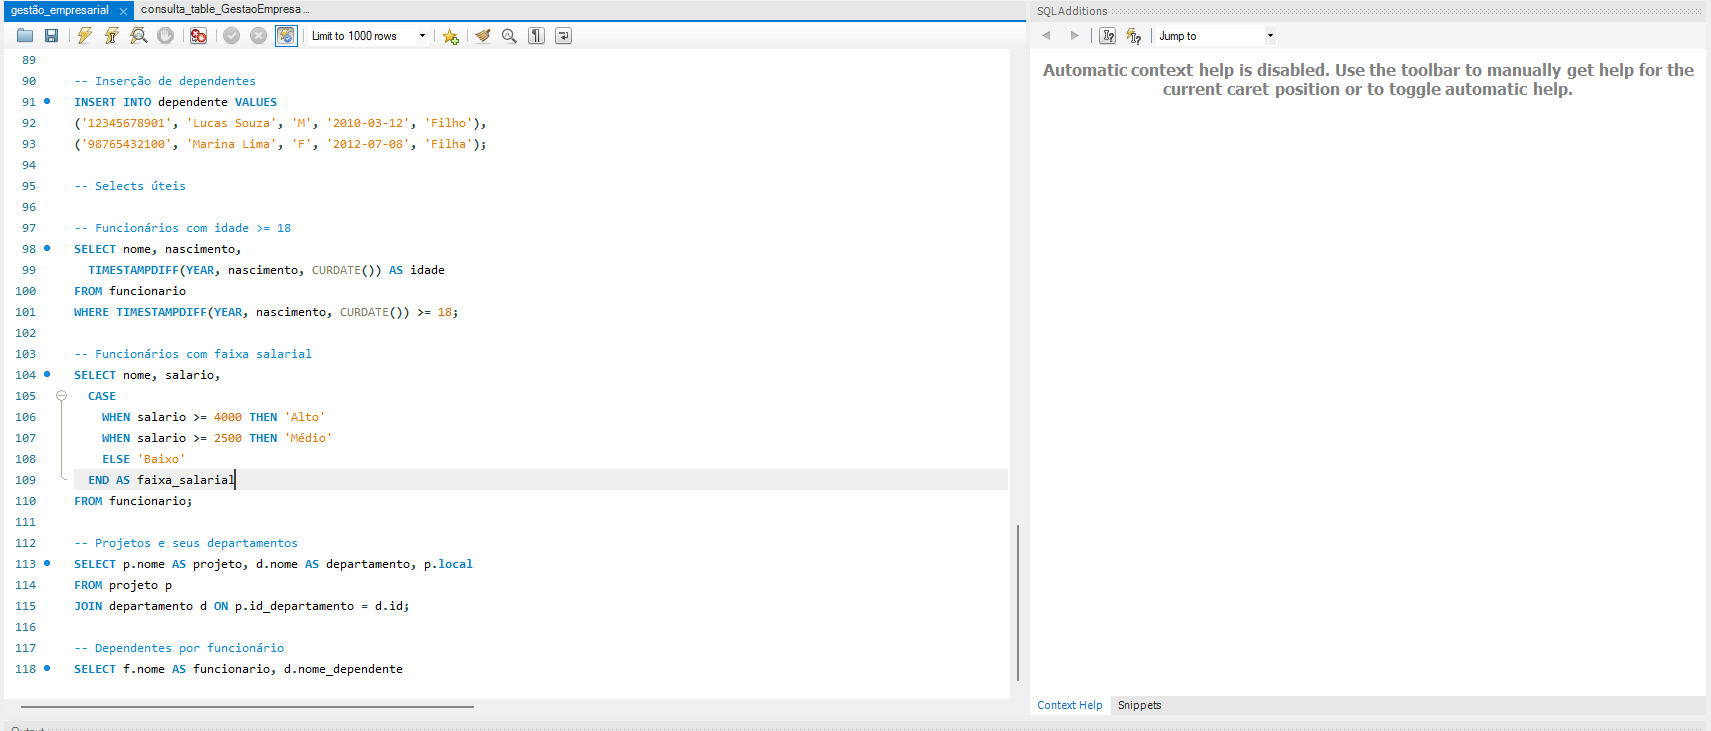 gestão_empresarial
consulta_table_GestaoEmpresa...
SQLAdditions
Limit to 1000 rows
Jump to
Automatic context help is disabled. Use the toolbar to manually get help for the
current caret position or to toggle automatic help.
89
90 -- Inserção de dependentes
91 INSERT INTO dependente VALUES
92 ('12345678901', 'Lucas Souza', 'M', '2010-03-12', 'Filho'),
93 ('98765432100', 'Marina Lima', 'F', '2012-07-08', 'Filha');
94
95 -- Selects úteis
96
97 -- Funcionários com idade >= 18
98 SELECT nome, nascimento,
99 TIMESTAMPDIFF(YEAR, nascimento, CURDATE()) AS idade
100 FROM funcionario
101 WHERE TIMESTAMPDIFF(YEAR, nascimento, CURDATE()) >= 18;
102
103 -- Funcionários com faixa salarial
104 SELECT nome, salario,
105 CASE
106 WHEN salario >= 4000 THEN 'Alto'
107 WHEN salario >= 2500 THEN 'Médio'
108 ELSE 'Baixo'
109 END AS faixa_salarial
110 FROM funcionario;
111
112 -- Projetos e seus departamentos
113 SELECT p.nome AS projeto, d.nome AS departamento, p.local
114 FROM projeto p
115 JOIN departamento d ON p.id_departamento = d.id;
116
117 -- Dependentes por funcionário
118 SELECT f.nome AS funcionario, d.nome_dependente
Context Help
Snippets
Output